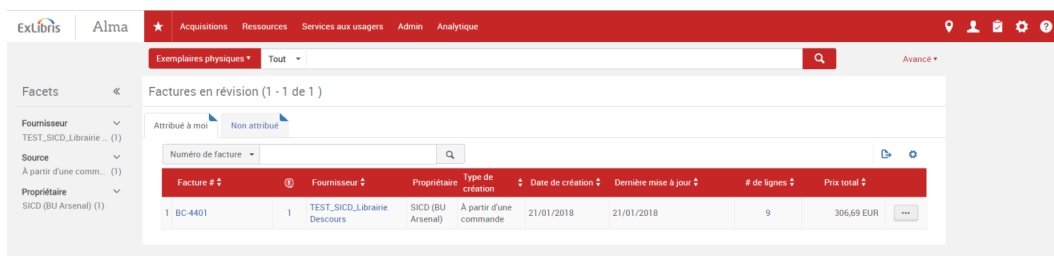 ExLibris Alma Acquisitions Ressources Services aux usagers Admin Analytique
Exemplaires physiques Tout Avancé
Facets
Fournisseur
TEST_SICD_Librairie ... (1)
Source
À partir d'une comm... (1)
Propriétaire
SICD (BU Arsenal) (1)
Factures en révision (1 - 1 de 1 )
Attribué à moi Non attribué
Numéro de facture
Facture # Fournisseur Propriétaire Type de création Date de création Dernière mise à jour # de lignes Prix total
1 BC-4401 1 TEST_SICD_Librairie Descours SICD (BU Arsenal) À partir d'une commande 21/01/2018 21/01/2018 9 306,69 EUR ...